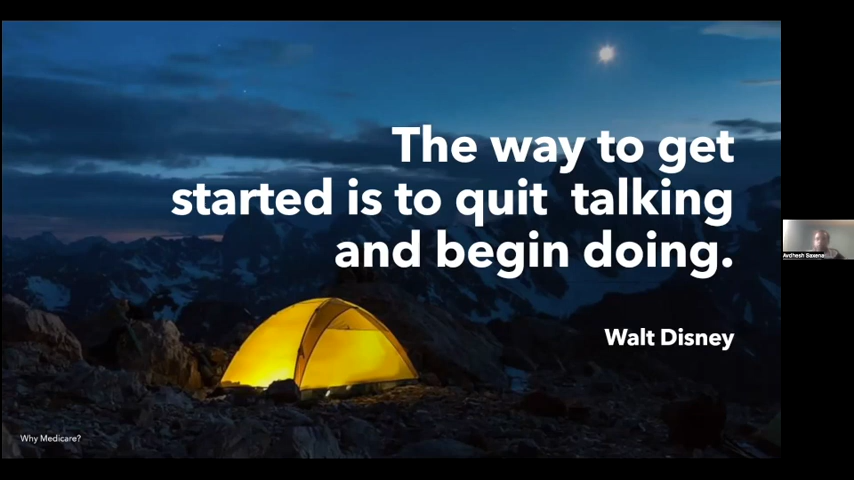 The way to get
started is to quit  talking
and begin doing.
Walt Disney
Avdhesh Saxena
Why Medicare?